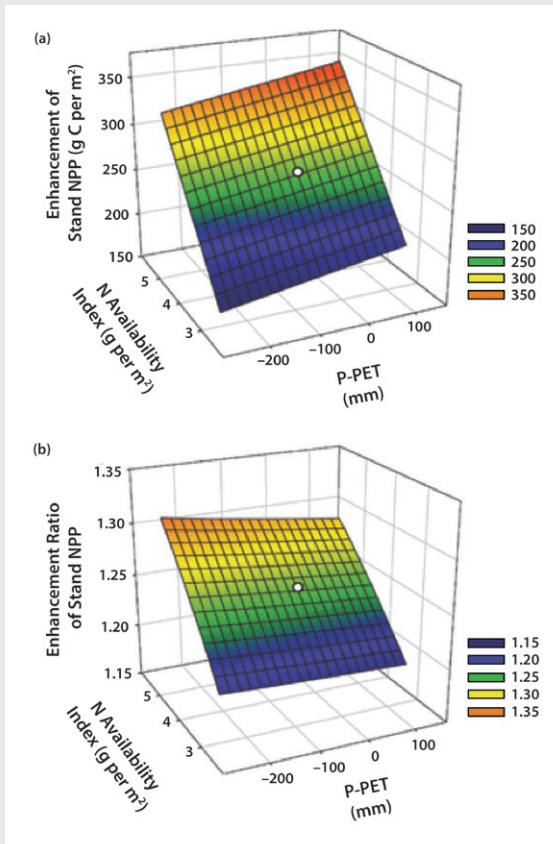 (a)
Enhancement of
Stand NPP (g C per m²)
350
300
250
200
150
5
4
3
N Availability
Index (g per m²)
−200
−100
0
100
P-PET
(mm)
150
200
250
300
350
(b)
Enhancement Ratio
of Stand NPP
1.35
1.30
1.25
1.20
1.15
5
4
3
N Availability
Index (g per m²)
−200
−100
0
100
P-PET
(mm)
1.15
1.20
1.25
1.30
1.35